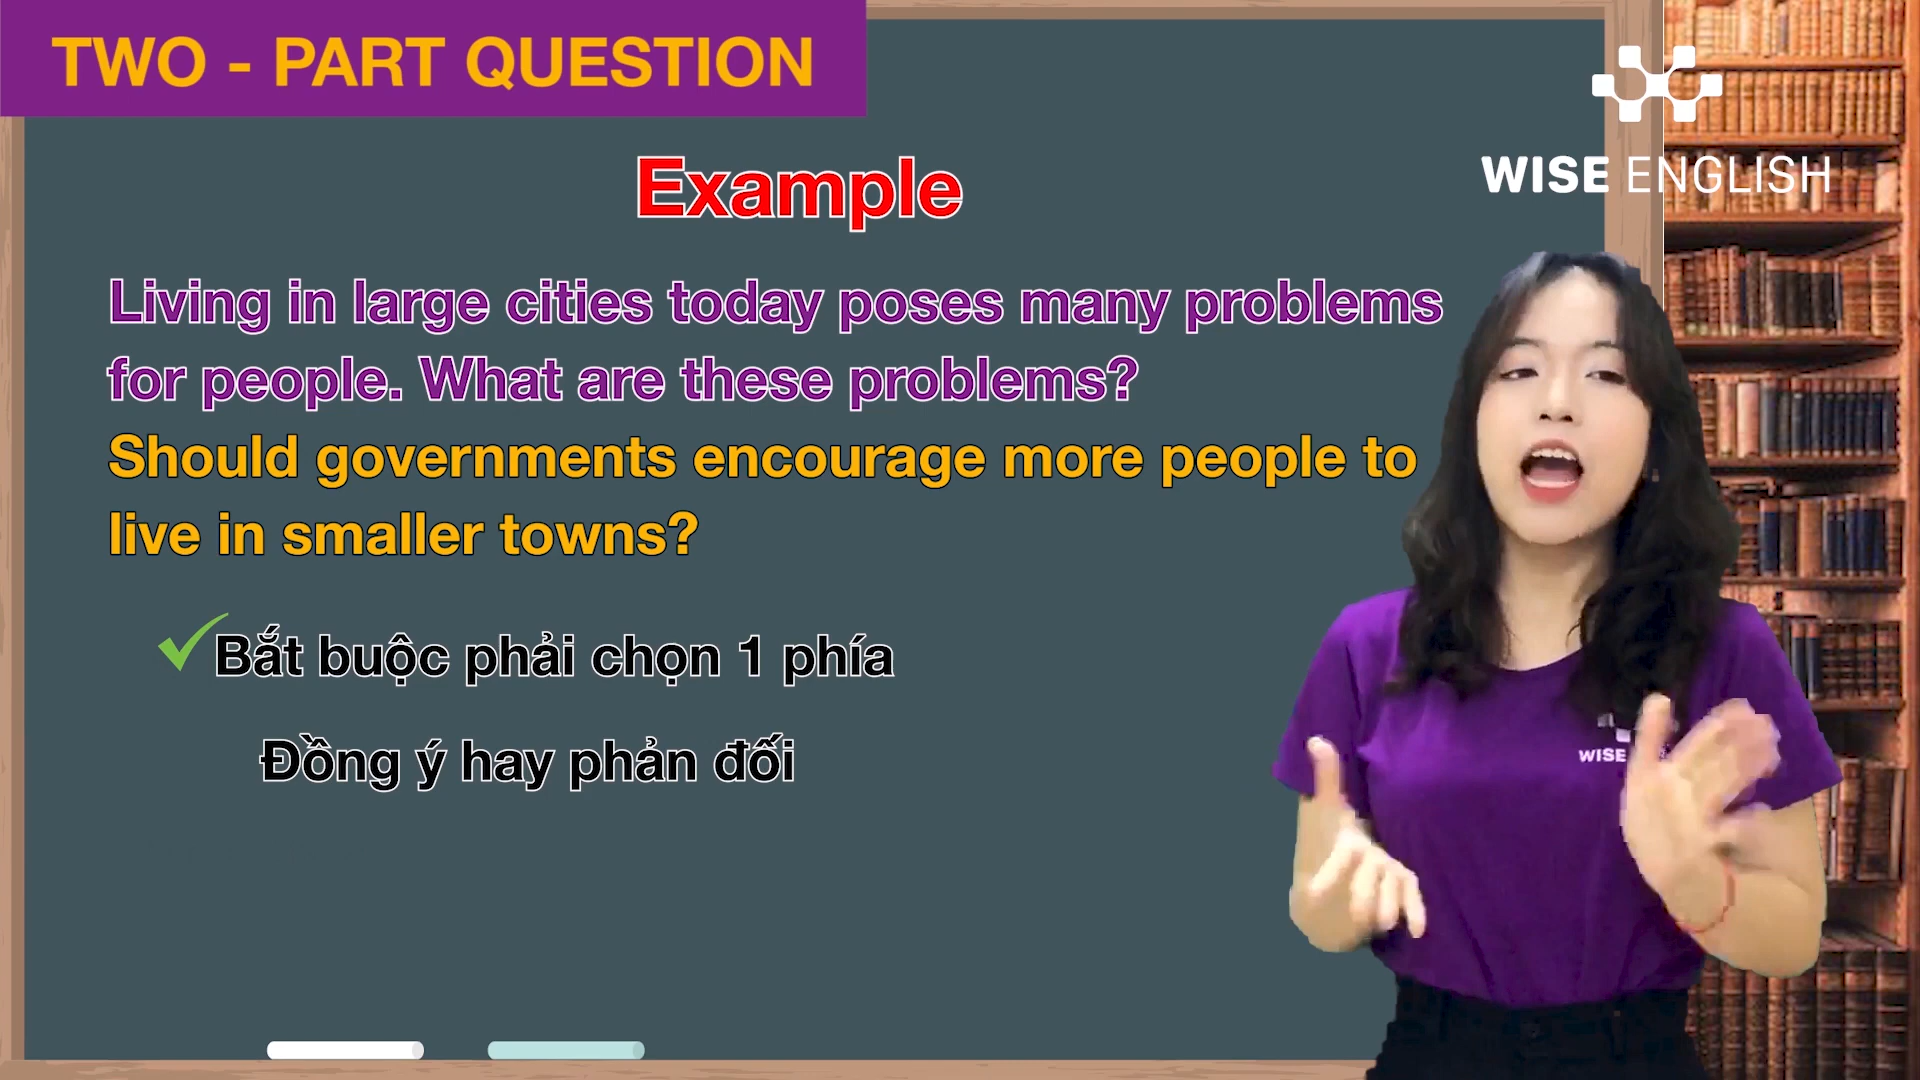 TWO - PART QUESTION
WISE ENGLISH
Example
Living in large cities today poses many problems
for people. What are these problems?
Should governments encourage more people to
live in smaller towns?
Bắt buộc phải chọn 1 phía
Đồng ý hay phản đối
WISE